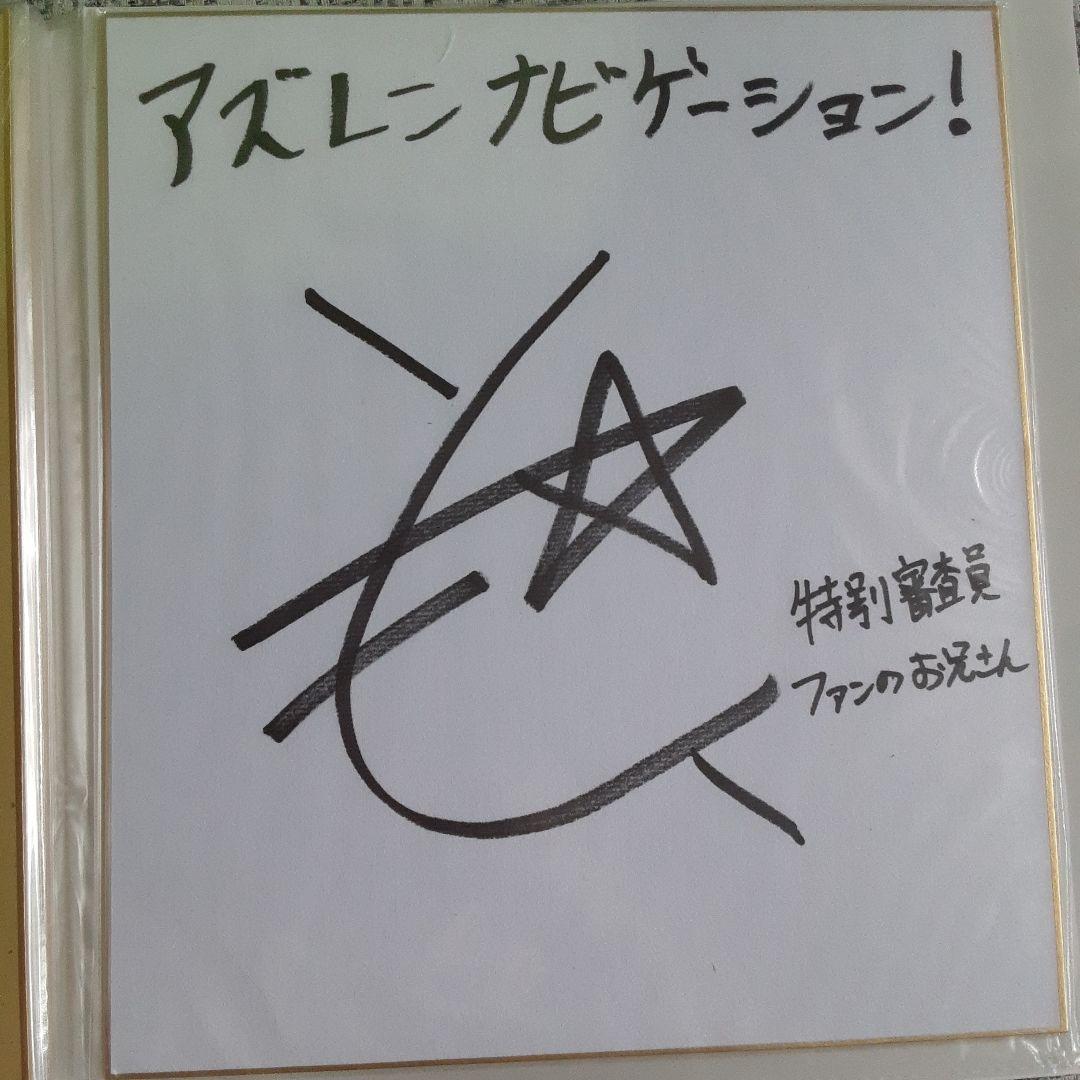 アズレンナビゲーション!
特別審査員
ファンのお兄さん